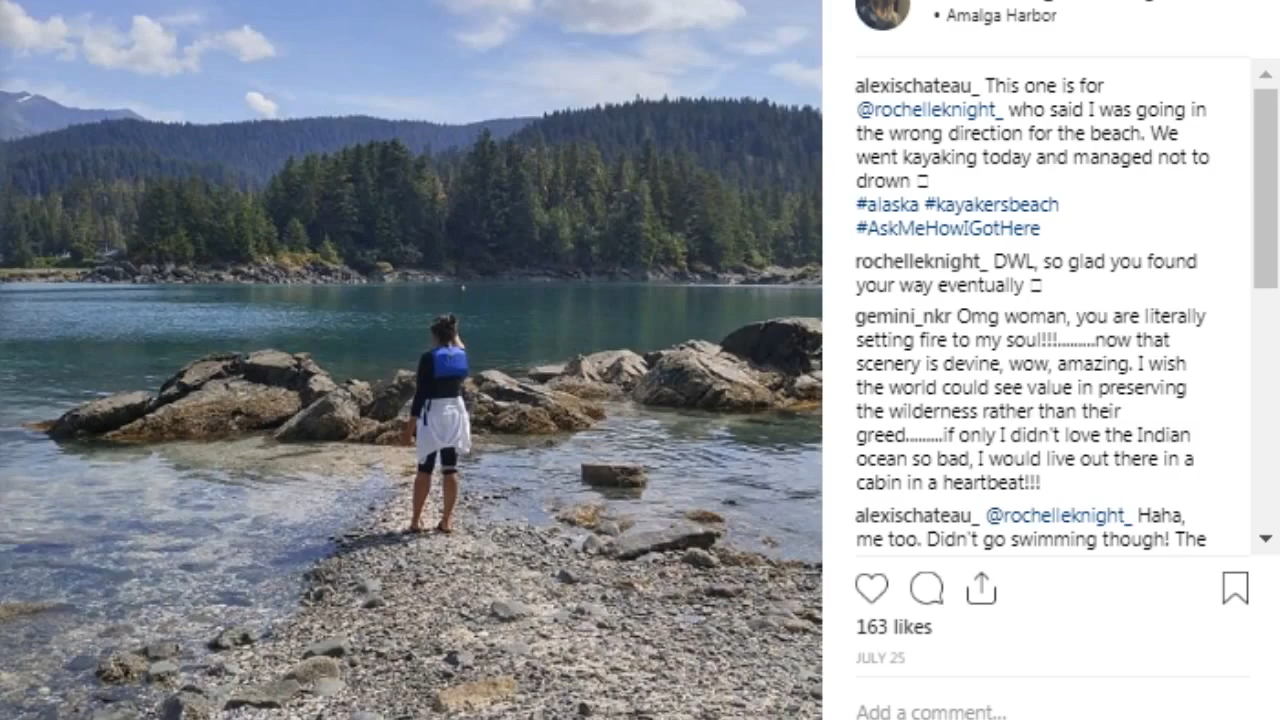 • Amalga Harbor
alexischateau_ This one is for
@rochelleknight_ who said I was going in
the wrong direction for the beach. We
went kayaking today and managed not to
drown
#alaska #kayakersbeach
#AskMeHowIGotHere
rochelleknight_ DWL, so glad you found
your way eventually
gemini_nkr Omg woman, you are literally
setting fire to my soul!!!.........now that
scenery is devine, wow, amazing. I wish
the world could see value in preserving
the wilderness rather than their
greed.........if only I didn't love the Indian
ocean so bad, I would live out there in a
cabin in a heartbeat!!!
alexischateau_ @rochelleknight_ Haha,
me too. Didn't go swimming though! The
163 likes
JULY 25
Add a comment...